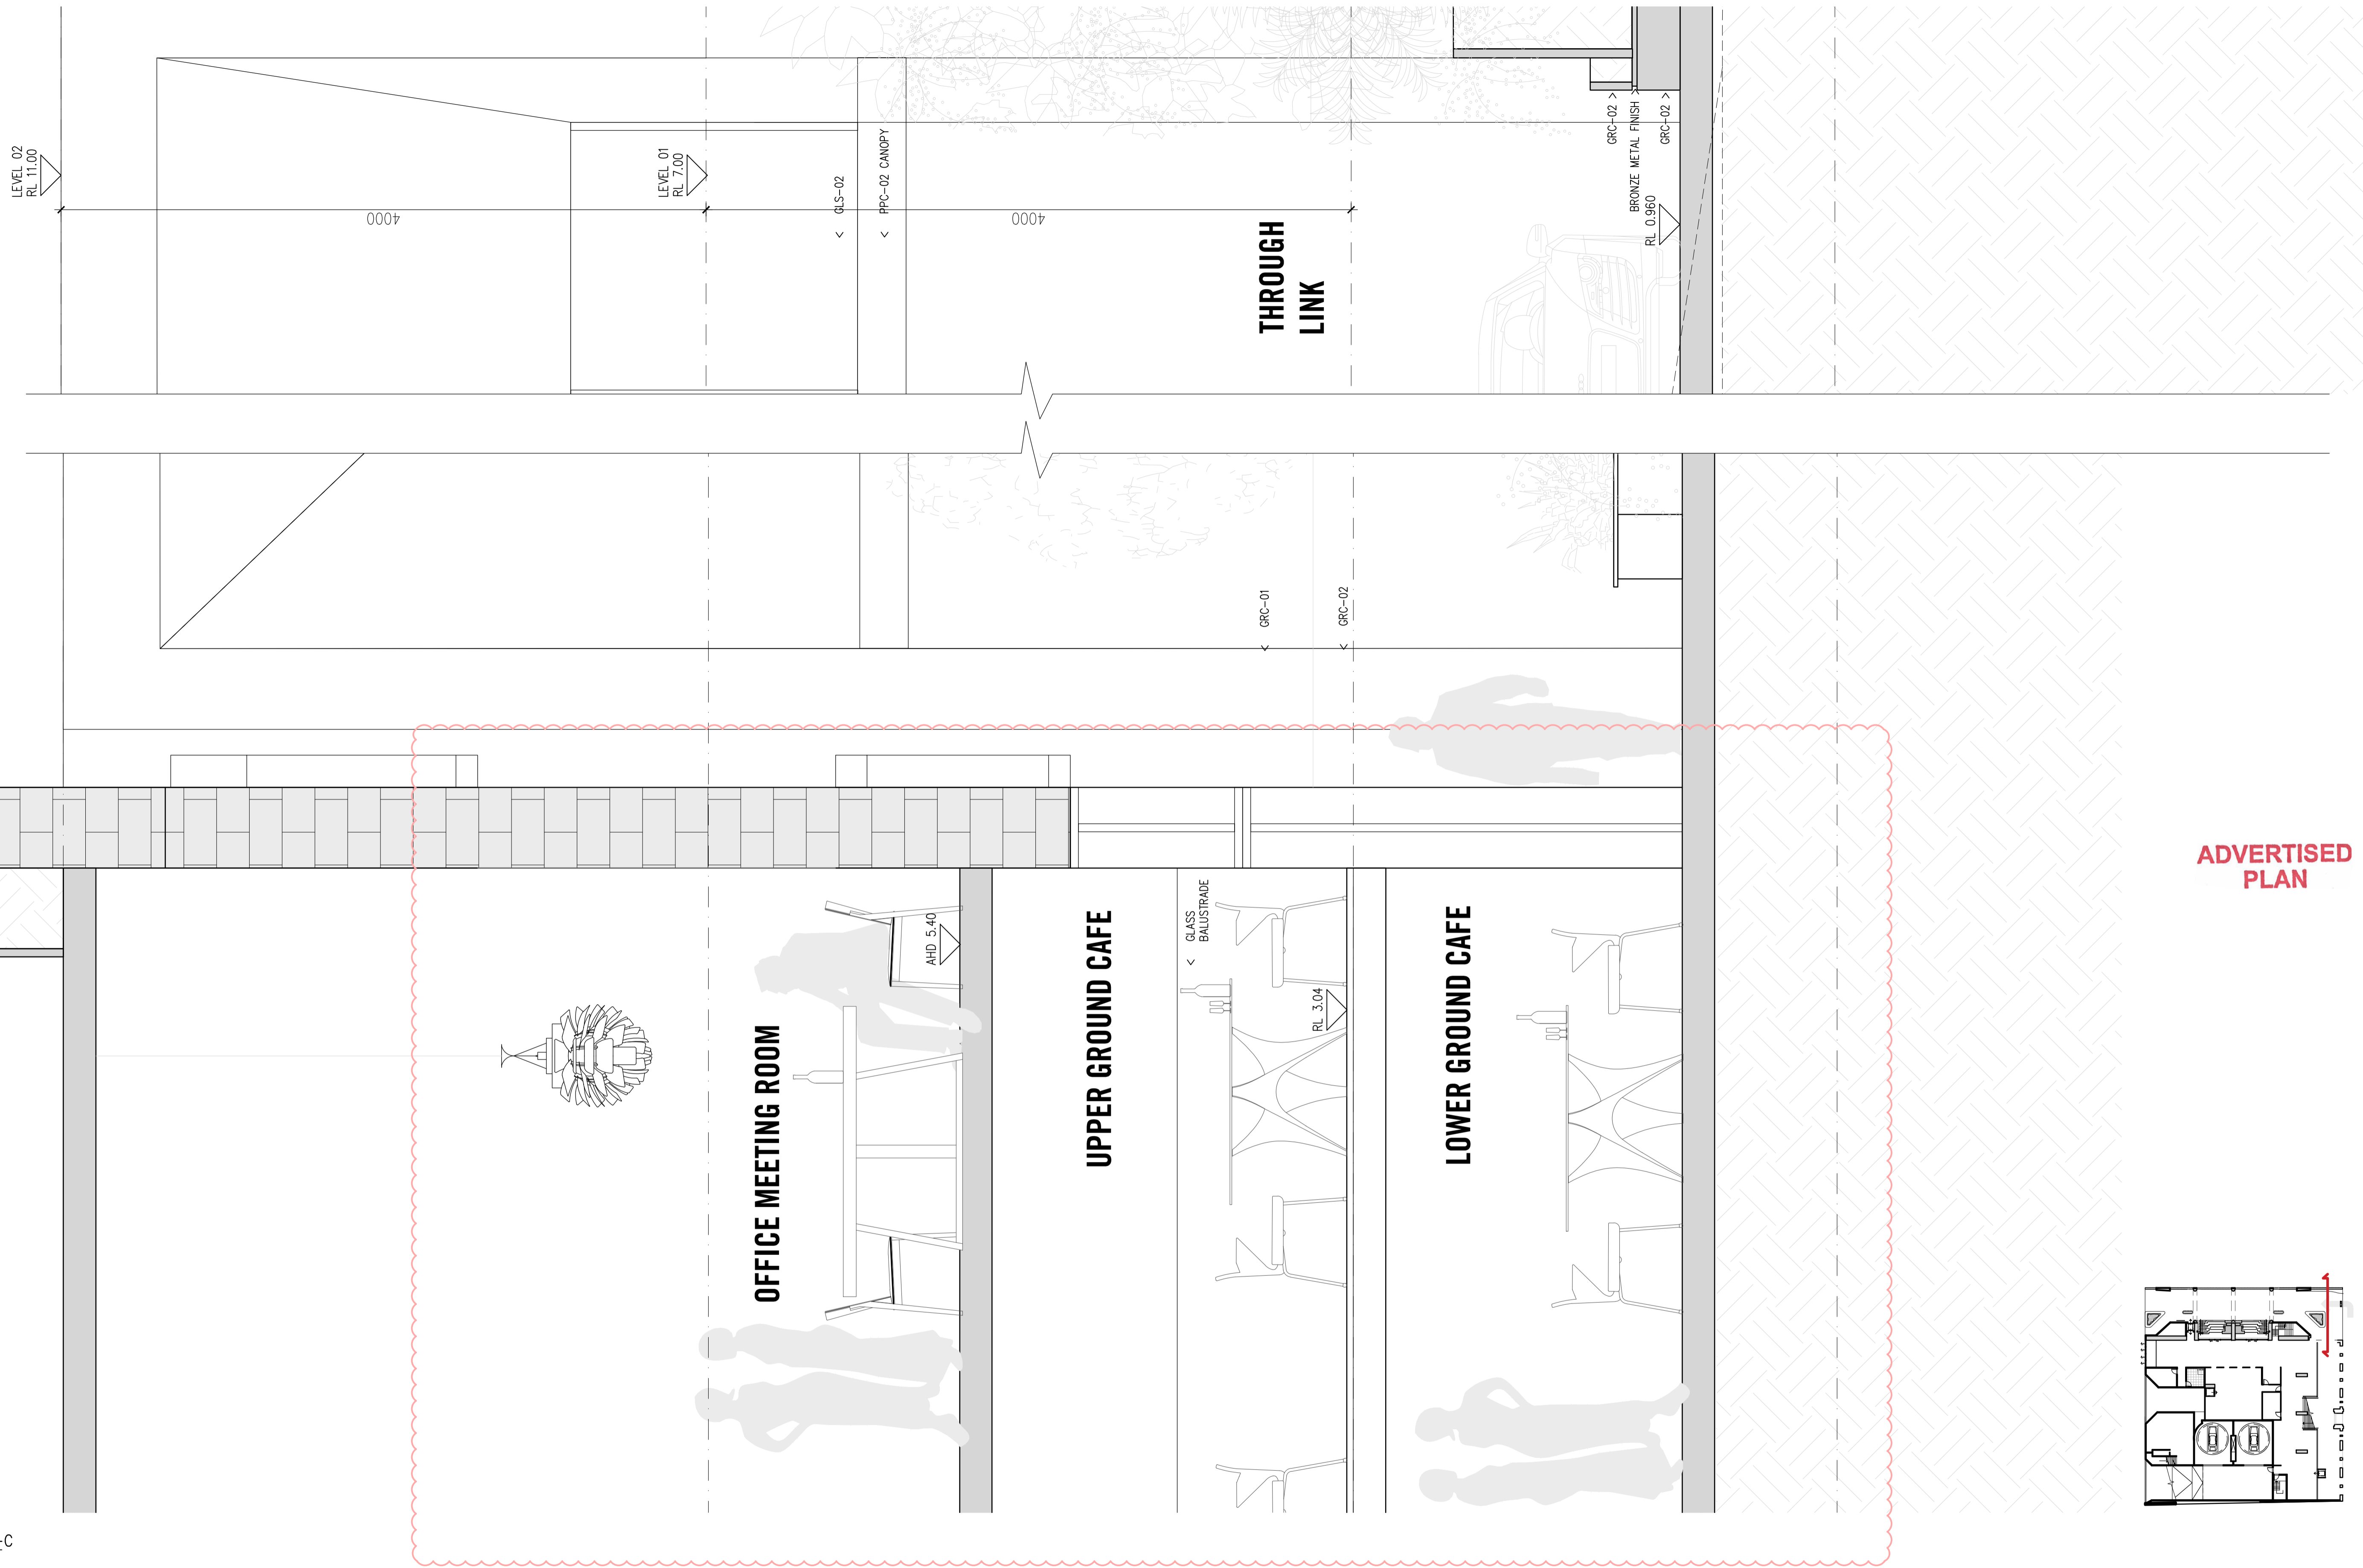 LEVEL 02
RL 11.00
LEVEL 01
RL 7.00
4000
4000
< GLS-02
< PPC-02 CANOPY
THROUGH
LINK
GRC-02 >
BRONZE METAL FINISH >
GRC-02 >
RL 0.960
< GRC-01
< GRC-02
OFFICE MEETING ROOM
AHD 5.40
UPPER GROUND CAFE
< GLASS
BALUSTRADE
RL 3.04
LOWER GROUND CAFE
ADVERTISED
PLAN